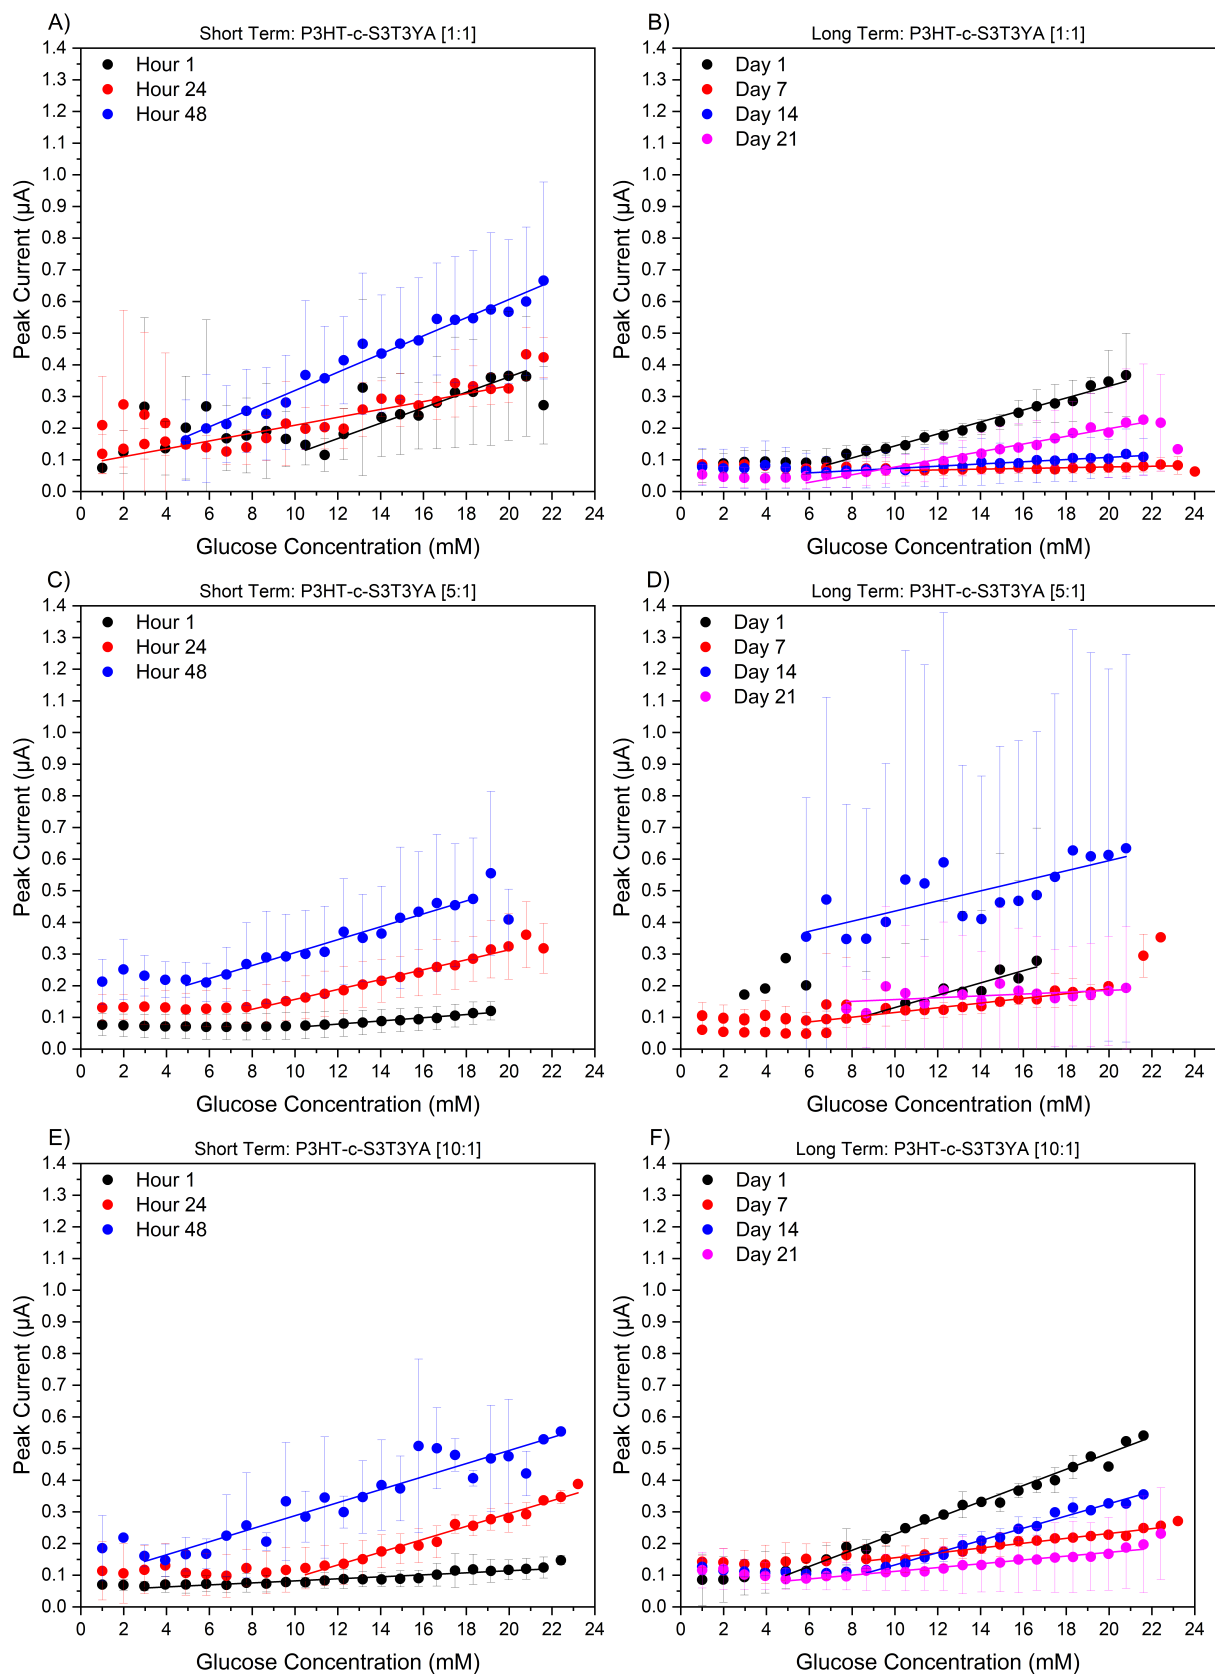 A)
Short Term: P3HT-c-S3T3YA [1:1]
Hour 1
Hour 24
Hour 48
Peak Current (µA)
1.4
1.3
1.2
1.1
1.0
0.9
0.8
0.7
0.6
0.5
0.4
0.3
0.2
0.1
0.0
0 2 4 6 8 10 12 14 16 18 20 22 24
Glucose Concentration (mM)
B)
Long Term: P3HT-c-S3T3YA [1:1]
Day 1
Day 7
Day 14
Day 21
Peak Current (µA)
1.4
1.3
1.2
1.1
1.0
0.9
0.8
0.7
0.6
0.5
0.4
0.3
0.2
0.1
0.0
0 2 4 6 8 10 12 14 16 18 20 22 24
Glucose Concentration (mM)
C)
Short Term: P3HT-c-S3T3YA [5:1]
Hour 1
Hour 24
Hour 48
Peak Current (µA)
1.4
1.3
1.2
1.1
1.0
0.9
0.8
0.7
0.6
0.5
0.4
0.3
0.2
0.1
0.0
0 2 4 6 8 10 12 14 16 18 20 22 24
Glucose Concentration (mM)
D)
Long Term: P3HT-c-S3T3YA [5:1]
Day 1
Day 7
Day 14
Day 21
Peak Current (µA)
1.4
1.3
1.2
1.1
1.0
0.9
0.8
0.7
0.6
0.5
0.4
0.3
0.2
0.1
0.0
0 2 4 6 8 10 12 14 16 18 20 22 24
Glucose Concentration (mM)
E)
Short Term: P3HT-c-S3T3YA [10:1]
Hour 1
Hour 24
Hour 48
Peak Current (µA)
1.4
1.3
1.2
1.1
1.0
0.9
0.8
0.7
0.6
0.5
0.4
0.3
0.2
0.1
0.0
0 2 4 6 8 10 12 14 16 18 20 22 24
Glucose Concentration (mM)
F)
Long Term: P3HT-c-S3T3YA [10:1]
Day 1
Day 7
Day 14
Day 21
Peak Current (µA)
1.4
1.3
1.2
1.1
1.0
0.9
0.8
0.7
0.6
0.5
0.4
0.3
0.2
0.1
0.0
0 2 4 6 8 10 12 14 16 18 20 22 24
Glucose Concentration (mM)